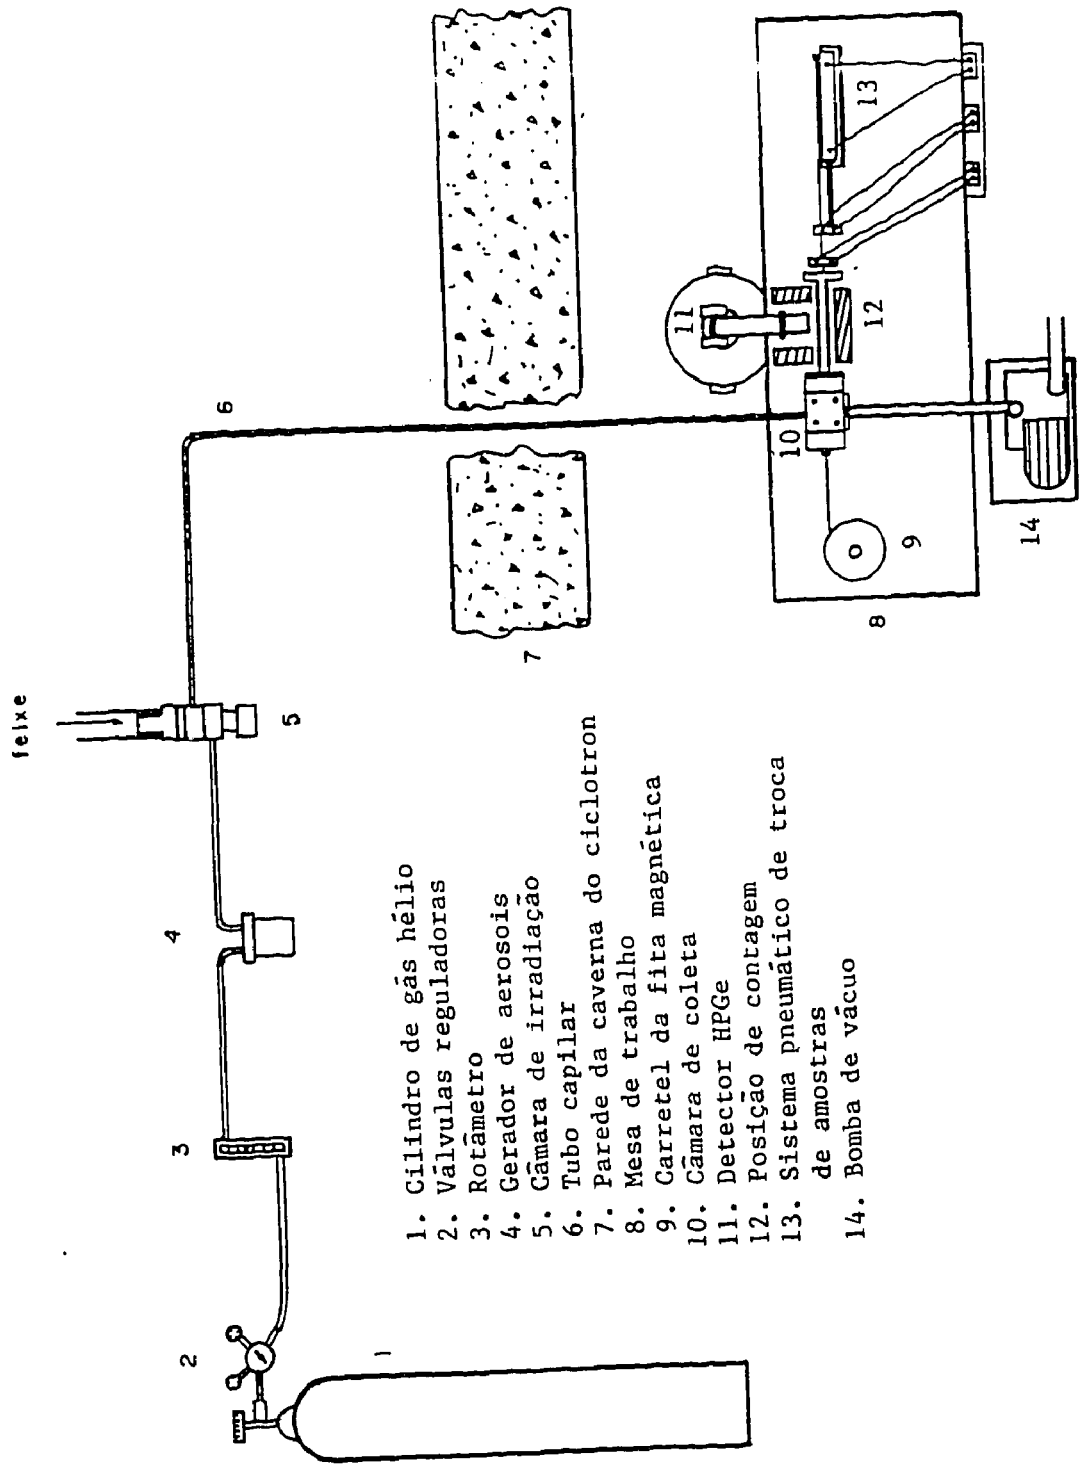 feixe
1
2
3
4
5
6
7
8
9
10
11
12
13
14
1. Cilindro de gás hélio
2. Válvulas reguladoras
3. Rotâmetro
4. Gerador de aerosois
5. Câmara de irradiação
6. Tubo capilar
7. Parede da caverna do ciclotron
8. Mesa de trabalho
9. Carretel da fita magnética
10. Câmara de coleta
11. Detector HPGe
12. Posição de contagem
13. Sistema pneumático de troca
de amostras
14. Bomba de vácuo